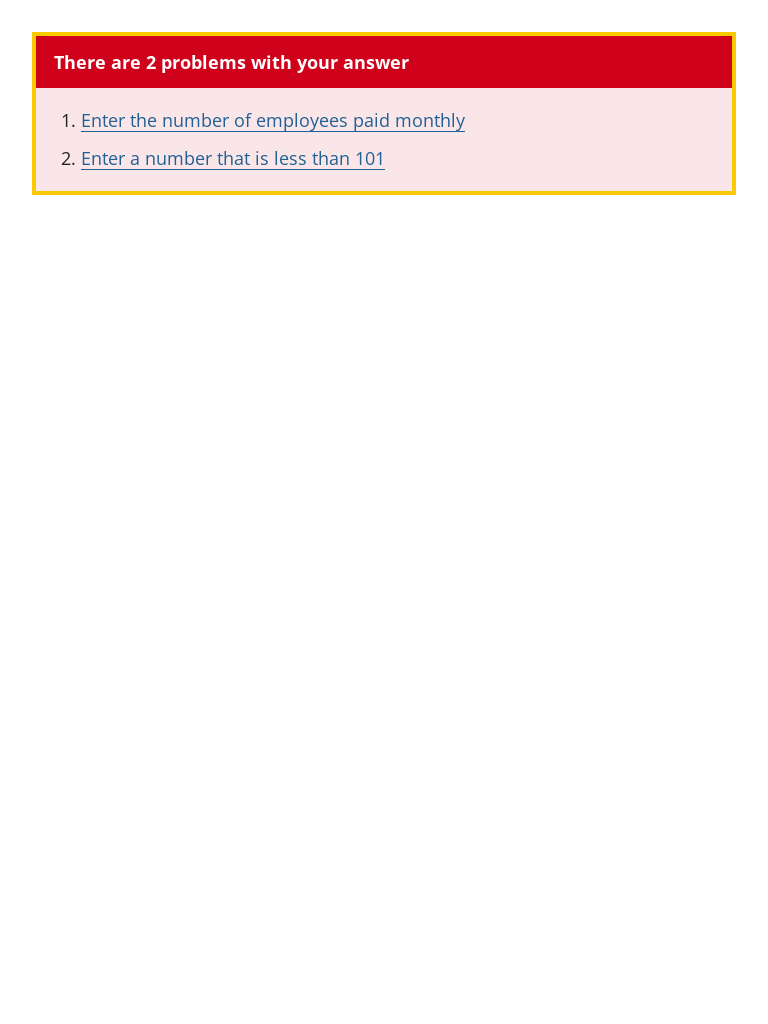 There are 2 problems with your answer
1. Enter the number of employees paid monthly
2. Enter a number that is less than 101